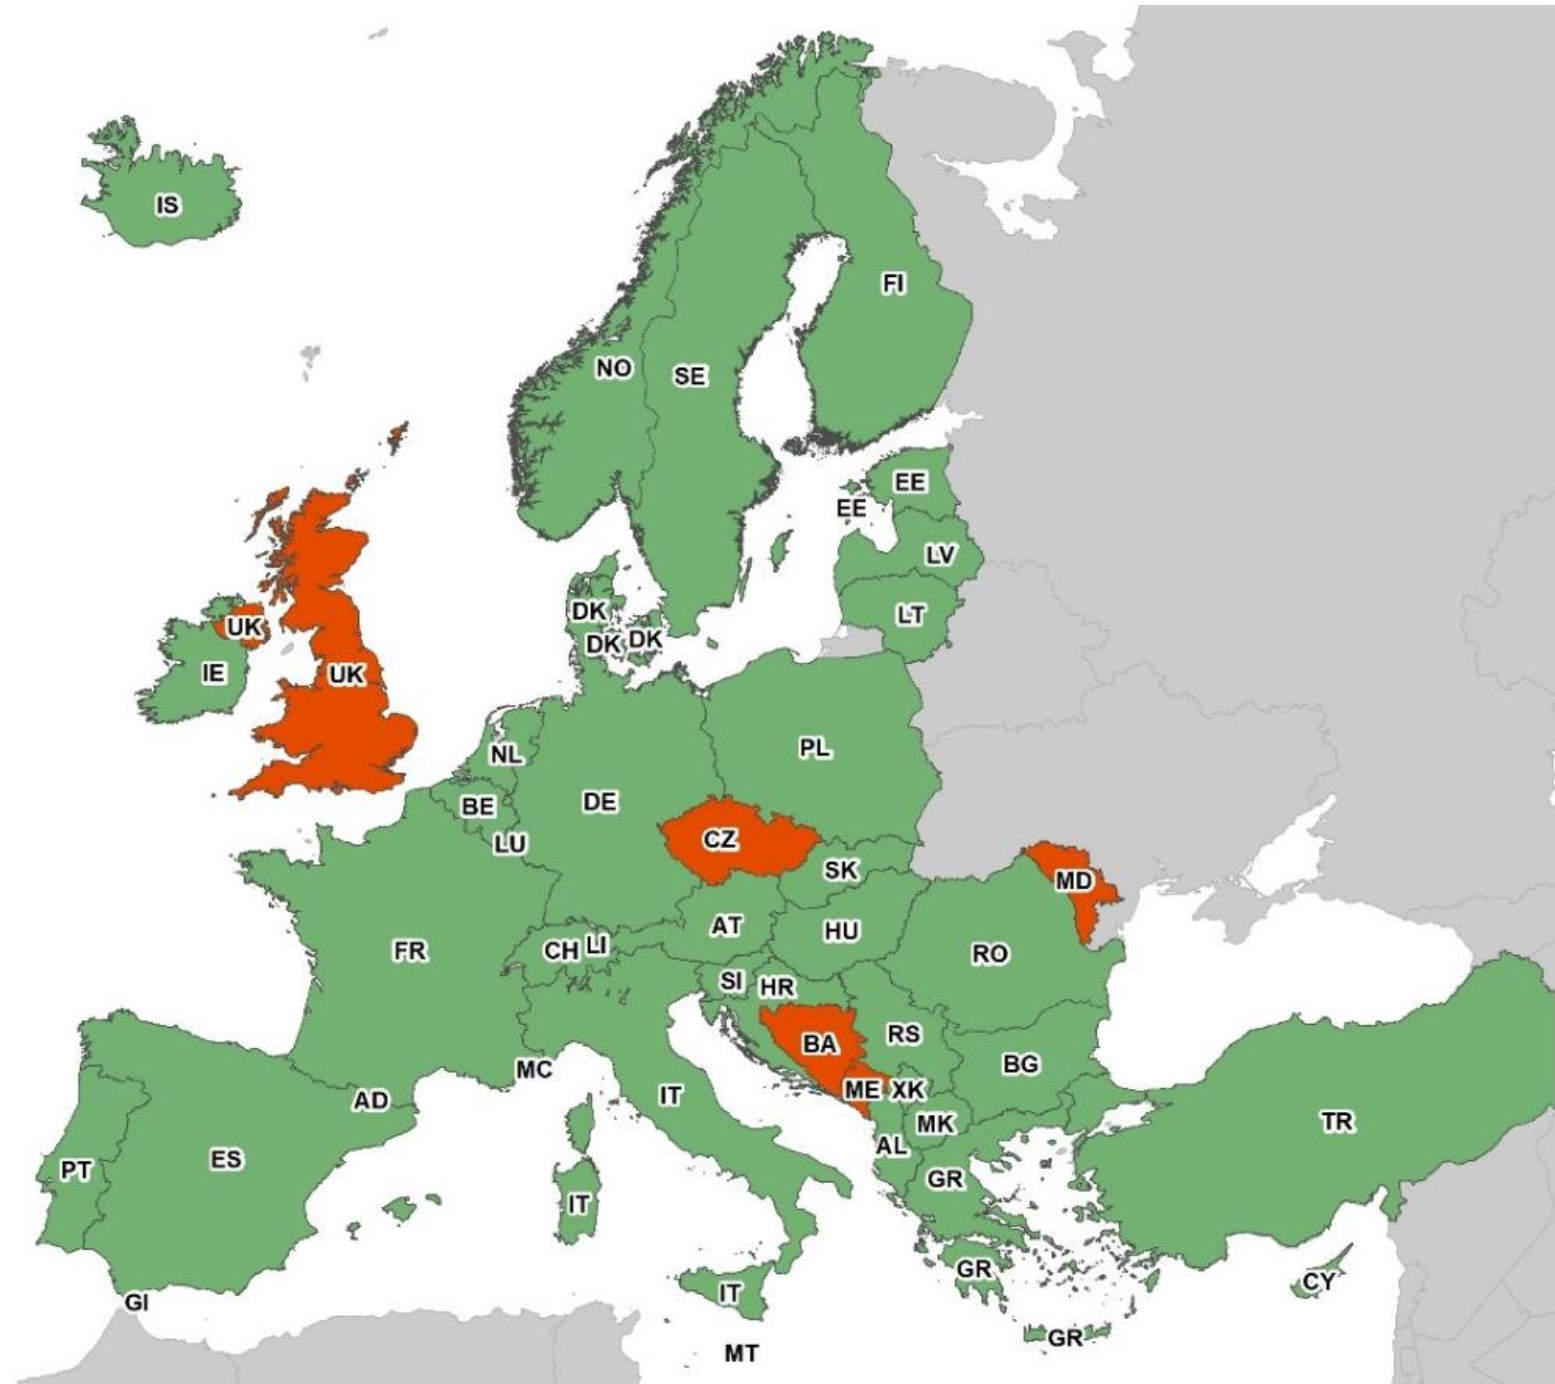 IS
FI
NO
SE
EE
EE
LV
DK
LT
UK
DK
DK
IE
UK
NL
PL
DE
BE
CZ
LU
SK
MD
AT
HU
FR
CH
LI
RO
SI
HR
RS
BA
BG
MC
ME
XK
IT
AD
TR
MK
AL
ES
PT
GR
IT
GR
CY
IT
GI
GR
MT